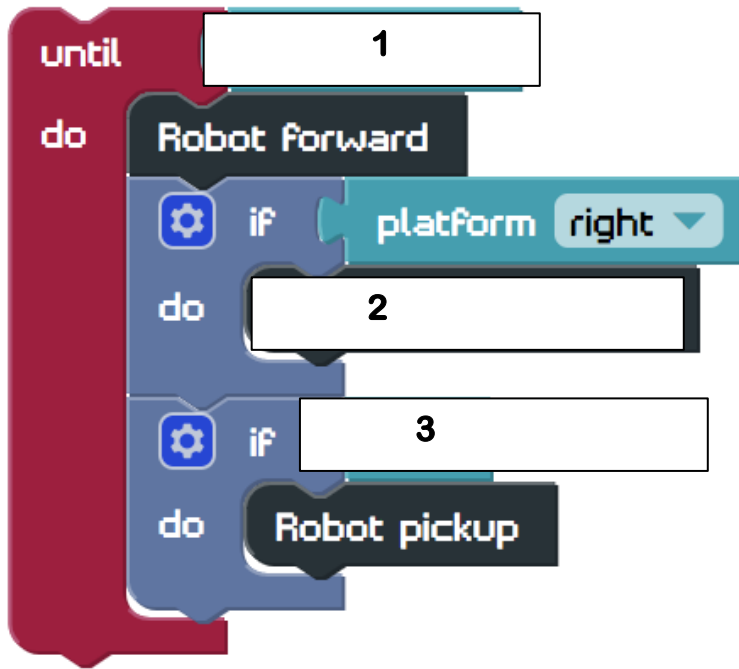 until 1
do Robot forward
if platform right
do 2
if 3
do Robot pickup